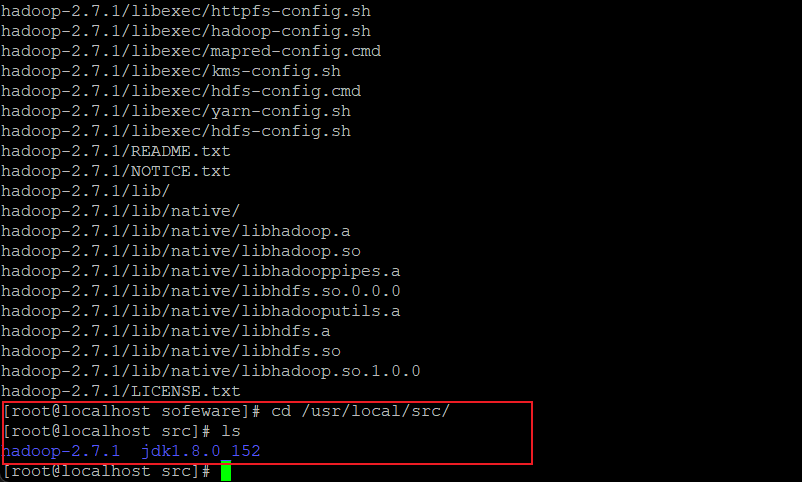 hadoop-2.7.1/libexec/httpfs-config.sh
hadoop-2.7.1/libexec/hadoop-config.sh
hadoop-2.7.1/libexec/mapred-config.cmd
hadoop-2.7.1/libexec/kms-config.sh
hadoop-2.7.1/libexec/hdfs-config.cmd
hadoop-2.7.1/libexec/yarn-config.sh
hadoop-2.7.1/libexec/hdfs-config.sh
hadoop-2.7.1/README.txt
hadoop-2.7.1/NOTICE.txt
hadoop-2.7.1/lib/
hadoop-2.7.1/lib/native/
hadoop-2.7.1/lib/native/libhadoop.a
hadoop-2.7.1/lib/native/libhadoop.so
hadoop-2.7.1/lib/native/libhadooppipes.a
hadoop-2.7.1/lib/native/libhdfs.so.0.0.0
hadoop-2.7.1/lib/native/libhadooputils.a
hadoop-2.7.1/lib/native/libhdfs.a
hadoop-2.7.1/lib/native/libhdfs.so
hadoop-2.7.1/lib/native/libhadoop.so.1.0.0
hadoop-2.7.1/LICENSE.txt
[root@localhost sofeware]# cd /usr/local/src/
[root@localhost src]# ls
hadoop-2.7.1  jdk1.8.0_152
[root@localhost src]#